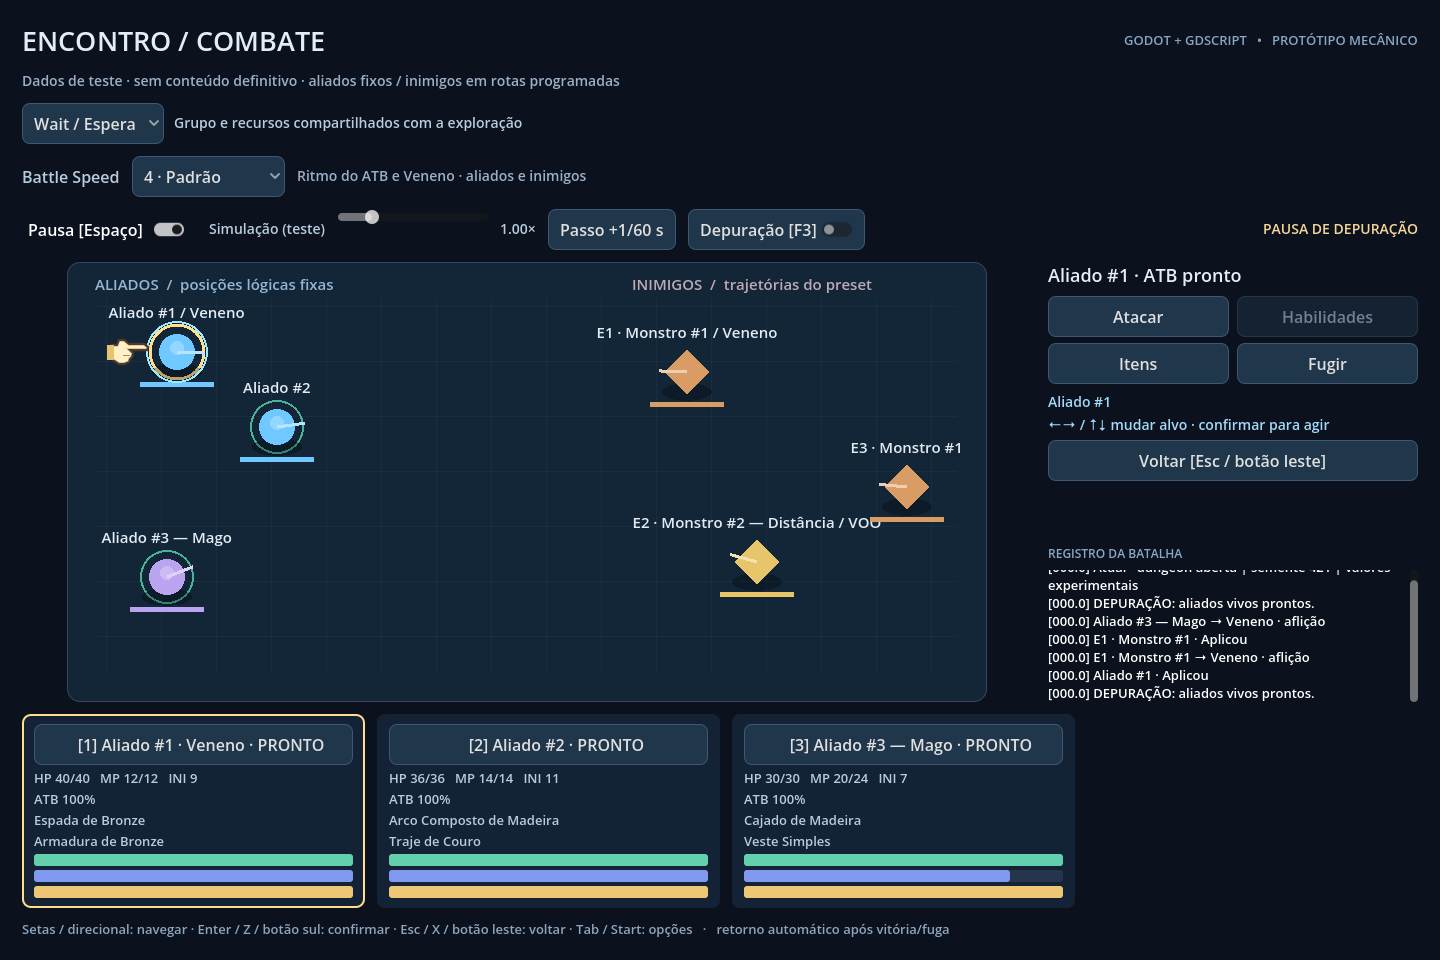 ENCONTRO / COMBATE
GODOT + GDSCRIPT • PROTÓTIPO MECÂNICO
Dados de teste · sem conteúdo definitivo · aliados fixos / inimigos em rotas programadas
Wait / Espera
Grupo e recursos compartilhados com a exploração
Battle Speed
4 · Padrão
Ritmo do ATB e Veneno · aliados e inimigos
Pausa [Espaço]
Simulação (teste)
1.00×
Passo +1/60 s
Depuração [F3]
PAUSA DE DEPURAÇÃO
ALIADOS / posições lógicas fixas
INIMIGOS / trajetórias do preset
Aliado #1 / Veneno
E1 · Monstro #1 / Veneno
Aliado #2
E3 · Monstro #1
E2 · Monstro #2 — Distância / VOO
Aliado #3 — Mago
Aliado #1 · ATB pronto
Atacar
Habilidades
Itens
Fugir
Aliado #1
←→ / ↑↓ mudar alvo · confirmar para agir
Voltar [Esc / botão leste]
REGISTRO DA BATALHA
[000.0] Atual · dungeon aberta | semente 421 | valores
experimentais
[000.0] DEPURAÇÃO: aliados vivos prontos.
[000.0] Aliado #3 — Mago → Veneno · aflição
[000.0] E1 · Monstro #1 · Aplicou
[000.0] E1 · Monstro #1 → Veneno · aflição
[000.0] Aliado #1 · Aplicou
[000.0] DEPURAÇÃO: aliados vivos prontos.
[1] Aliado #1 · Veneno · PRONTO
HP 40/40 MP 12/12 INI 9
ATB 100%
Espada de Bronze
Armadura de Bronze
[2] Aliado #2 · PRONTO
HP 36/36 MP 14/14 INI 11
ATB 100%
Arco Composto de Madeira
Traje de Couro
[3] Aliado #3 — Mago · PRONTO
HP 30/30 MP 20/24 INI 7
ATB 100%
Cajado de Madeira
Veste Simples
Setas / direcional: navegar · Enter / Z / botão sul: confirmar · Esc / X / botão leste: voltar · Tab / Start: opções · retorno automático após vitória/fuga